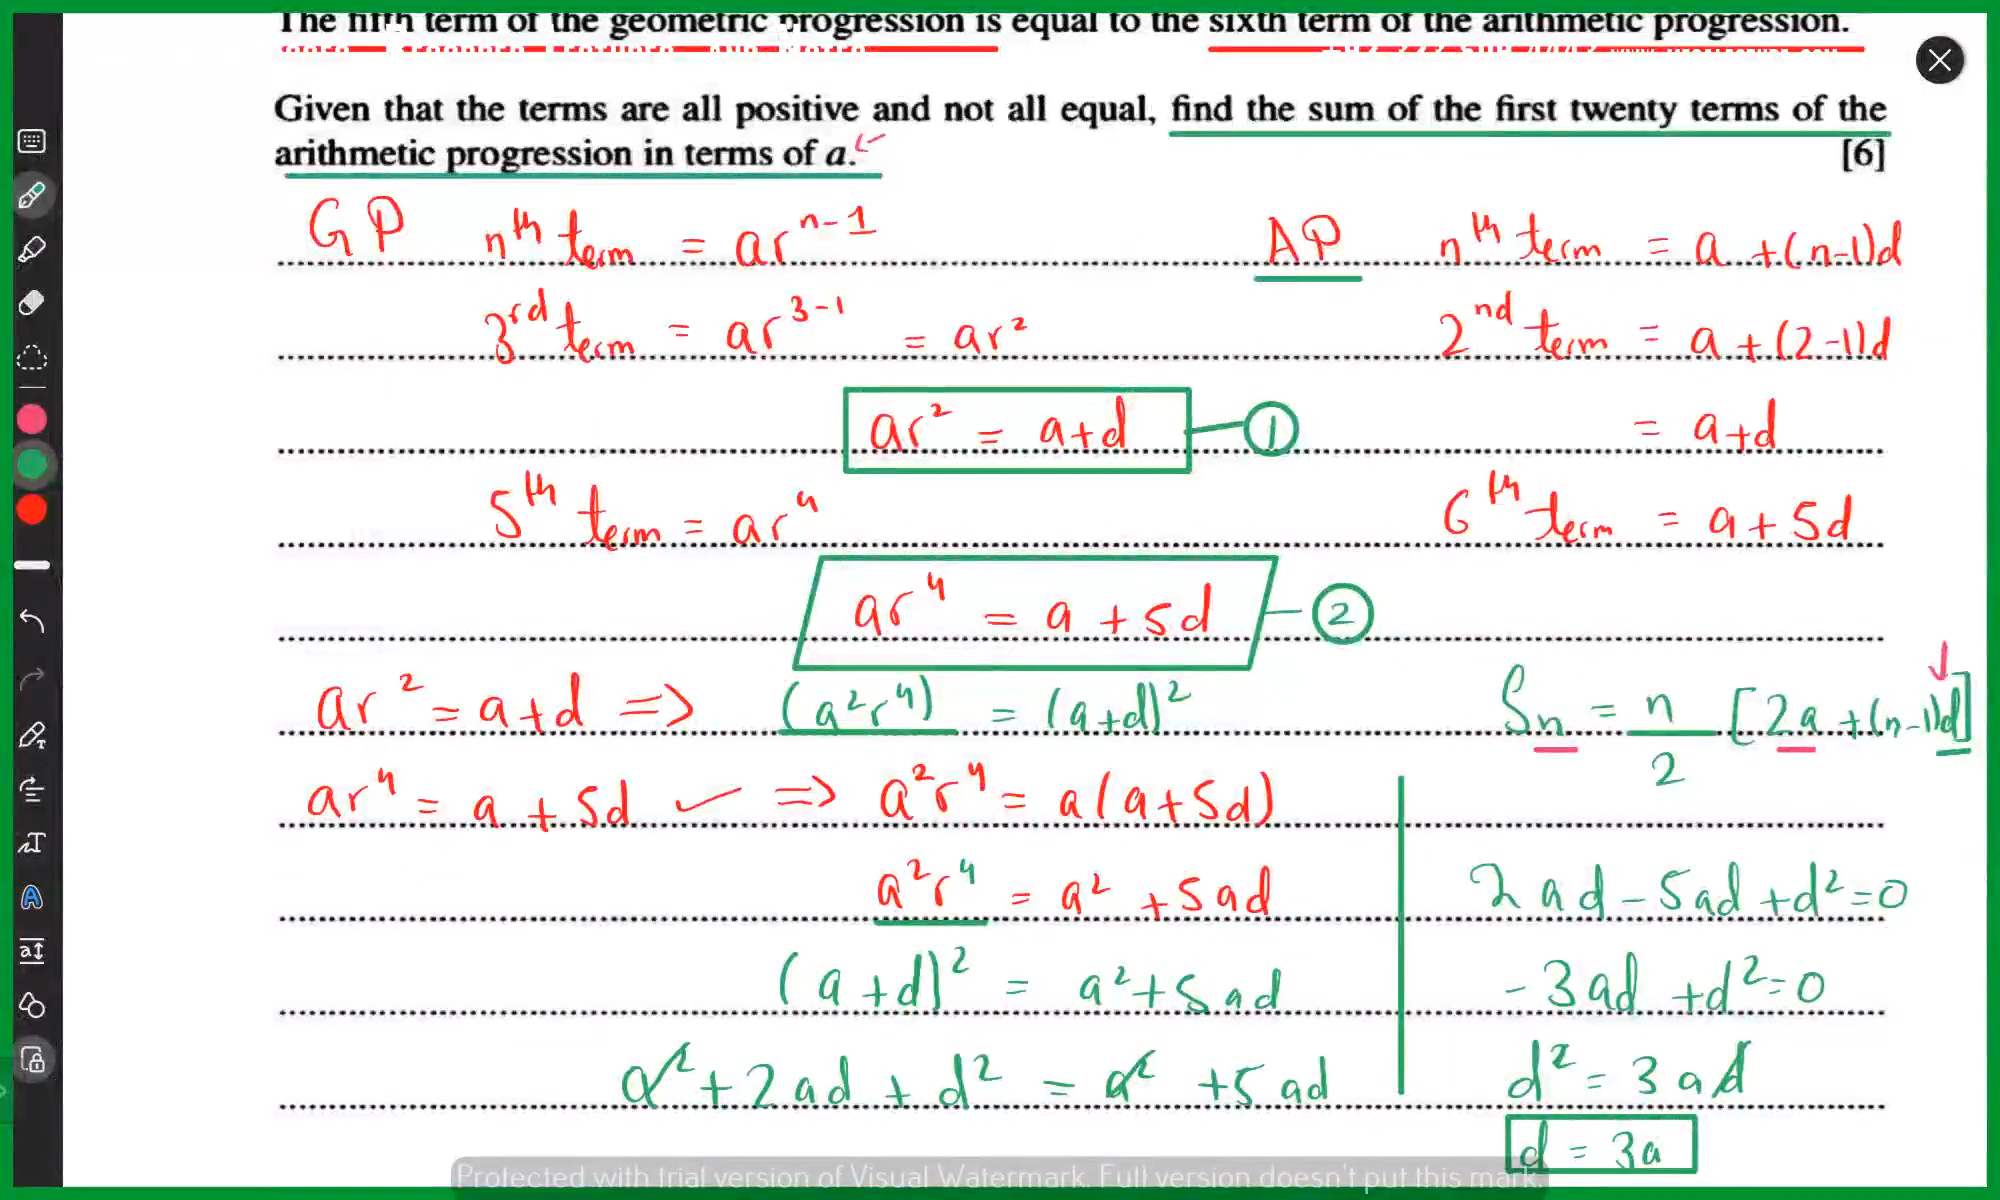 The fifth term of the geometric progression is equal to the sixth term of the arithmetic progression.
Given that the terms are all positive and not all equal, find the sum of the first twenty terms of the
arithmetic progression in terms of a. [6]
GP nth term = ar^(n-1)
AP nth term = a + (n-1)d
3rd term = ar^(3-1) = ar²
2nd term = a + (2-1)d
ar² = a+d ①
= a+d
5th term = ar⁴
6th term = a + 5d
ar⁴ = a + 5d ②
ar² = a+d => (a²r⁴) = (a+d)²
Sn = n/2 [2a + (n-1)d]
ar⁴ = a + 5d ✓ => a²r⁴ = a(a+5d)
a²r⁴ = a² + 5ad
(a+d)² = a²+5ad
a² + 2ad + d² = a² + 5ad
2ad - 5ad + d² = 0
-3ad + d² = 0
d² = 3ad
d = 3a
Protected with trial version of Visual Watermark. Full version doesn't put this mark.